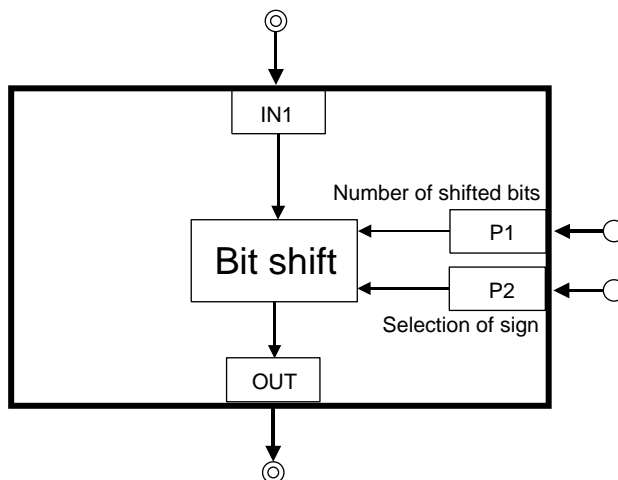 IN1
Number of shifted bits
P1
Bit shift
P2
Selection of sign
OUT